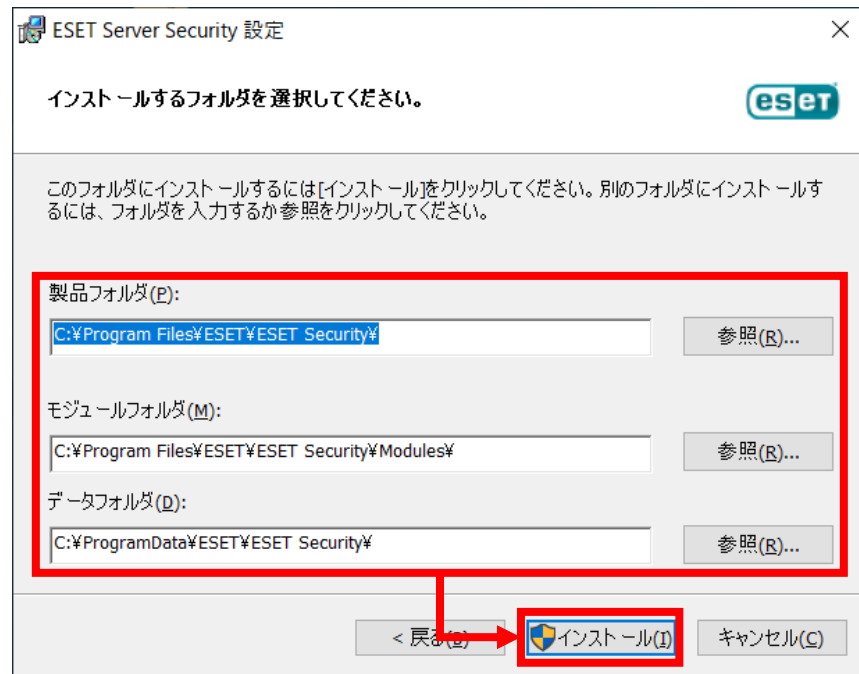 ESET Server Security 設定
インストールするフォルダを選択してください。
eseT
このフォルダにインストールするには[インストール]をクリックしてください。別のフォルダにインストールす
るには、フォルダを入力するか参照をクリックしてください。
製品フォルダ(P):
C:¥Program Files¥ESET¥ESET Security¥
参照(R)...
モジュールフォルダ(M):
C:¥Program Files¥ESET¥ESET Security¥Modules¥
参照(R)...
データフォルダ(D):
C:¥ProgramData¥ESET¥ESET Security¥
参照(R)...
< 戻る(B)
インストール(I)
キャンセル(C)